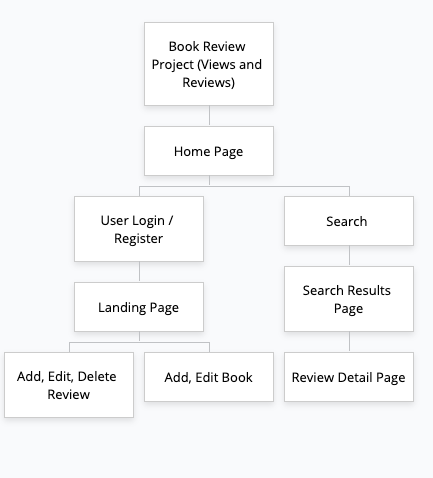 Book Review
Project (Views and
Reviews)
Home Page
User Login /
Register
Search
Landing Page
Search Results
Page
Add, Edit, Delete
Review
Add, Edit Book
Review Detail Page